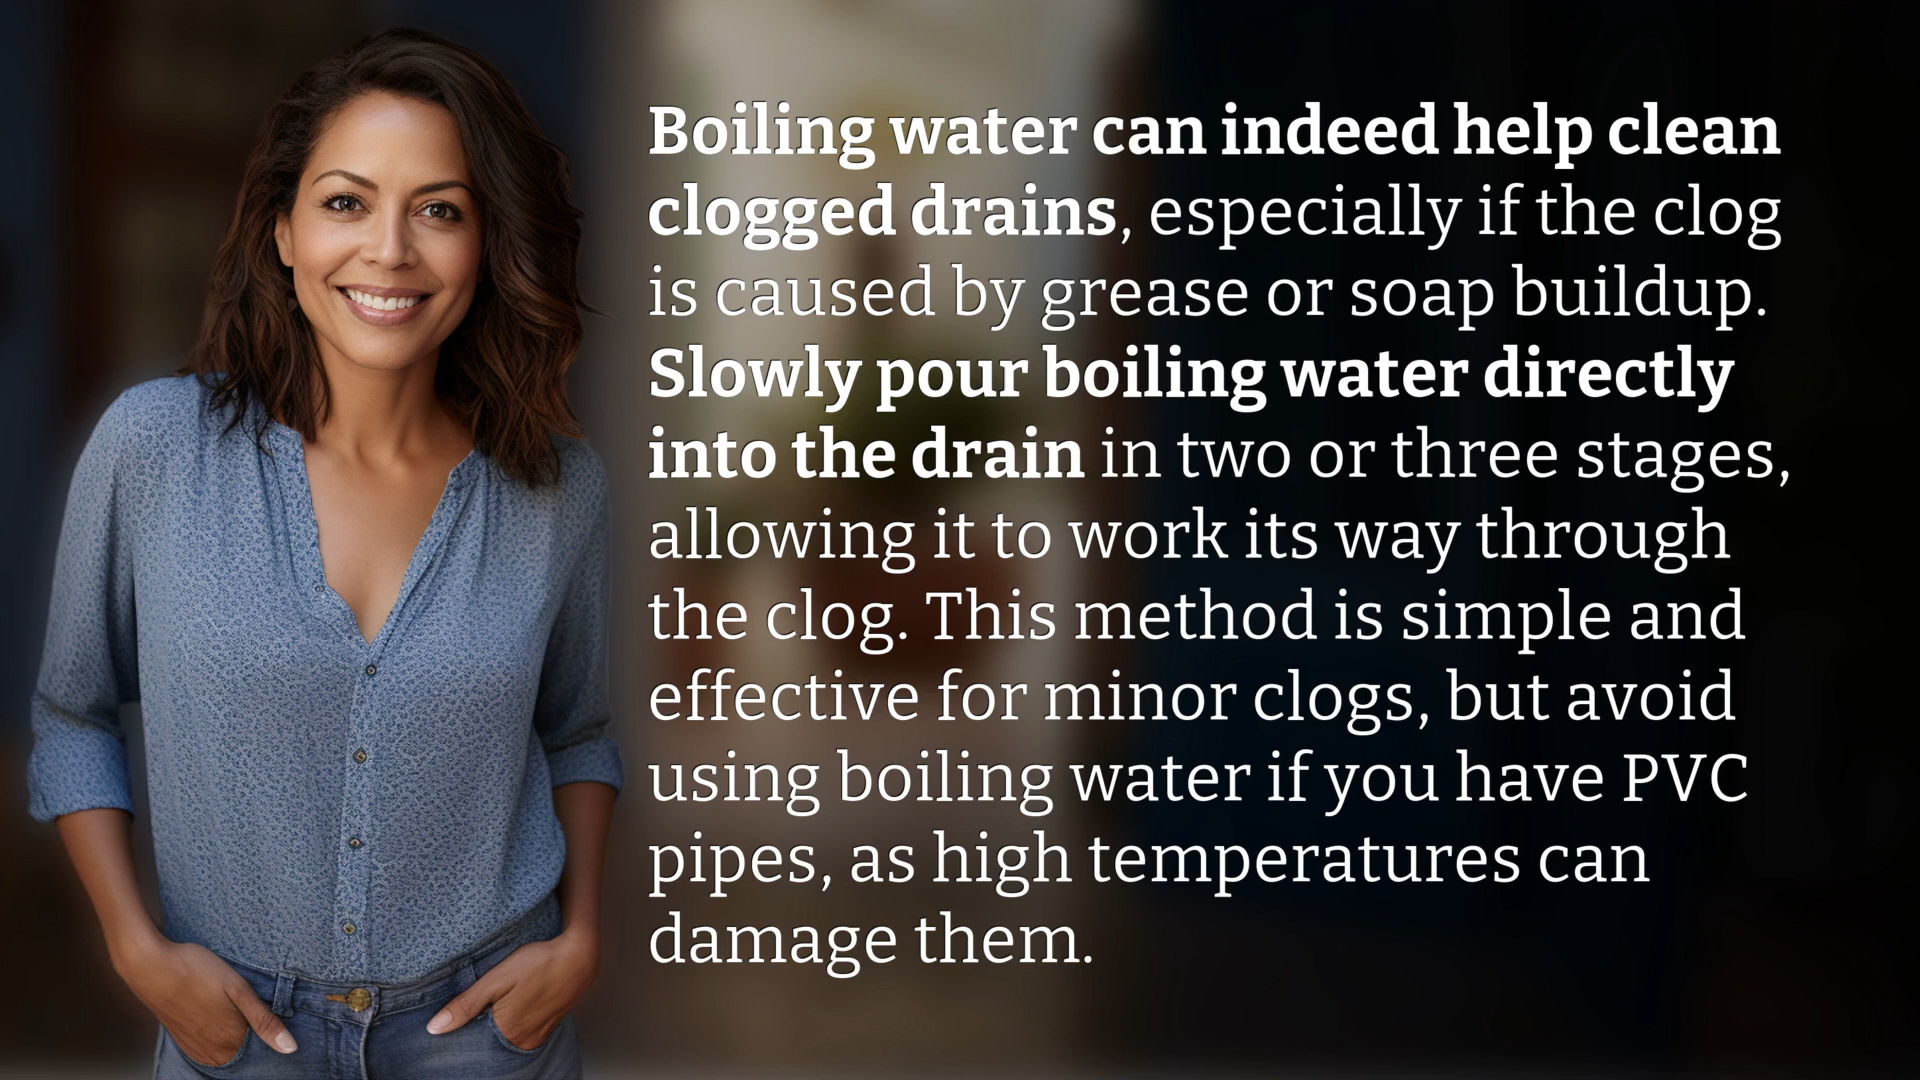 Boiling water can indeed help clean
clogged drains, especially if the clog
is caused by grease or soap buildup.
Slowly pour boiling water directly
into the drain in two or three stages,
allowing it to work its way through
the clog. This method is simple and
effective for minor clogs, but avoid
using boiling water if you have PVC
pipes, as high temperatures can
damage them.